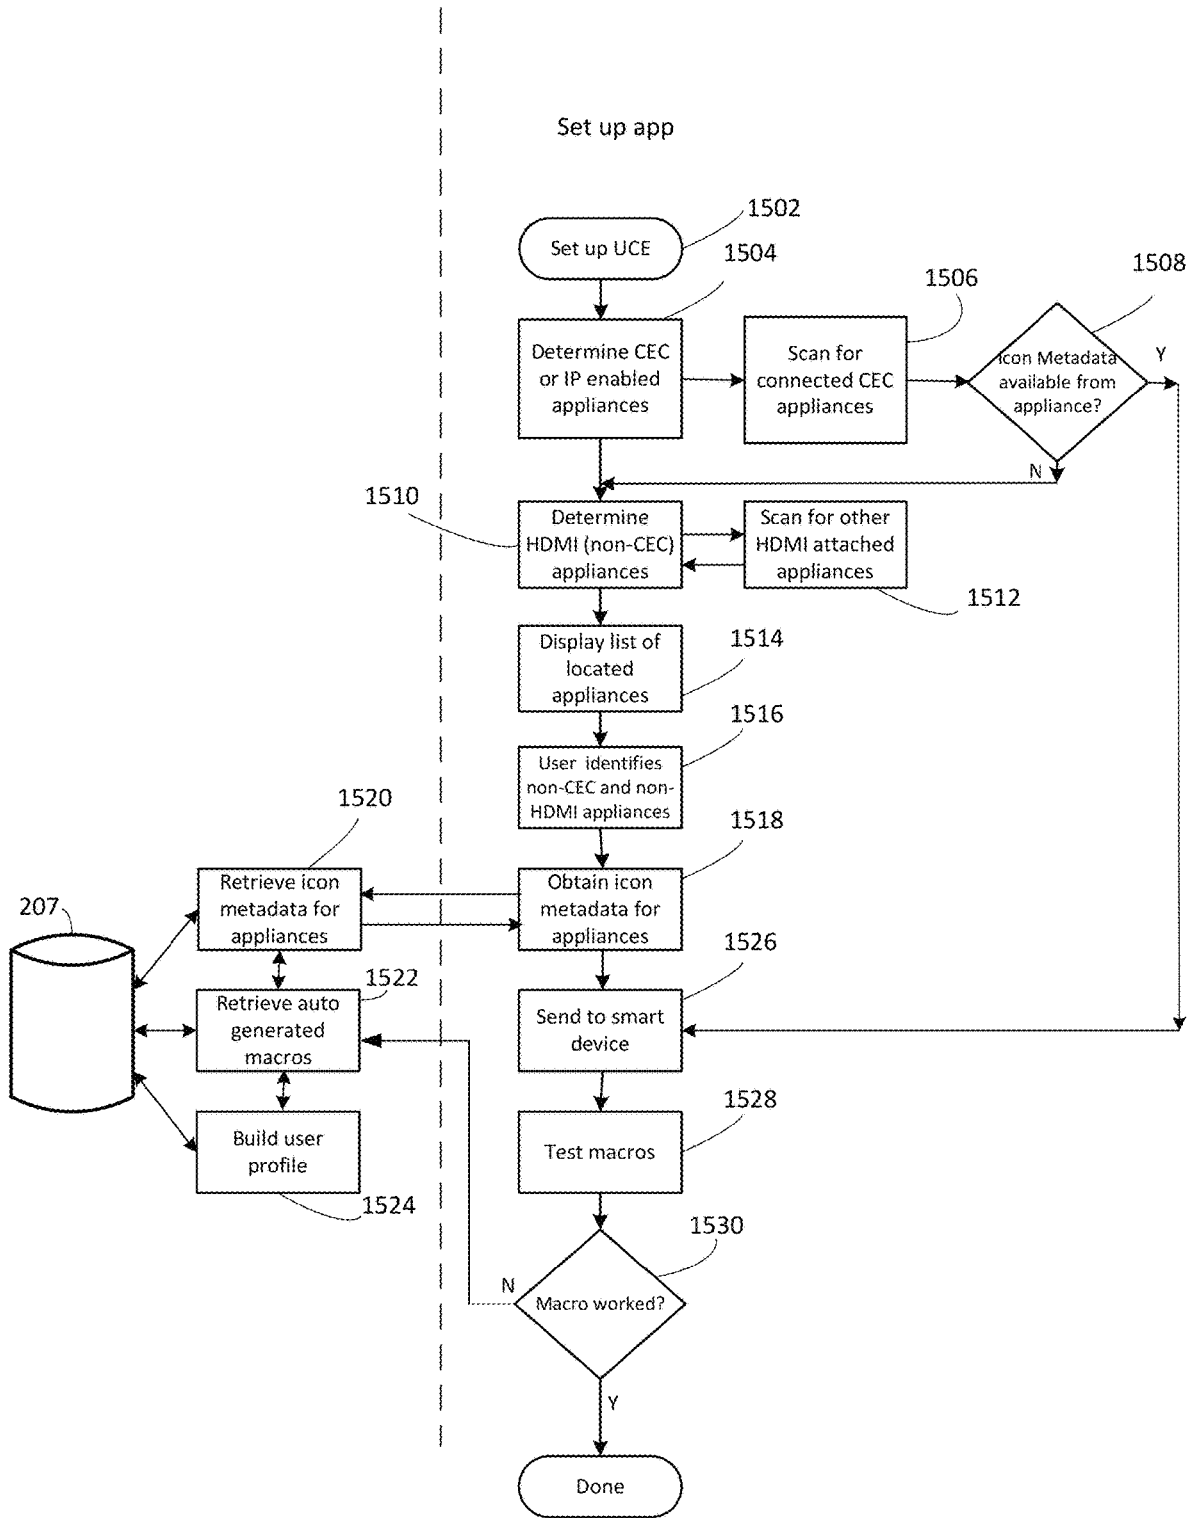 Set up app
1502
Set up UCE
1504
1506
1508
Determine CEC
or IP enabled
appliances
Scan for
connected CEC
appliances
Icon Metadata
available from
appliance?
Y
N
1510
Determine
HDMI (non-CEC)
appliances
Scan for other
HDMI attached
appliances
1512
Display list of
located
appliances
1514
1516
User identifies
non-CEC and non-
HDMI appliances
1520
1518
Retrieve icon
metadata for
appliances
Obtain icon
metadata for
appliances
207
1526
1522
Retrieve auto
generated
macros
Send to smart
device
1528
Build user
profile
Test macros
1524
1530
N
Macro worked?
Y
Done